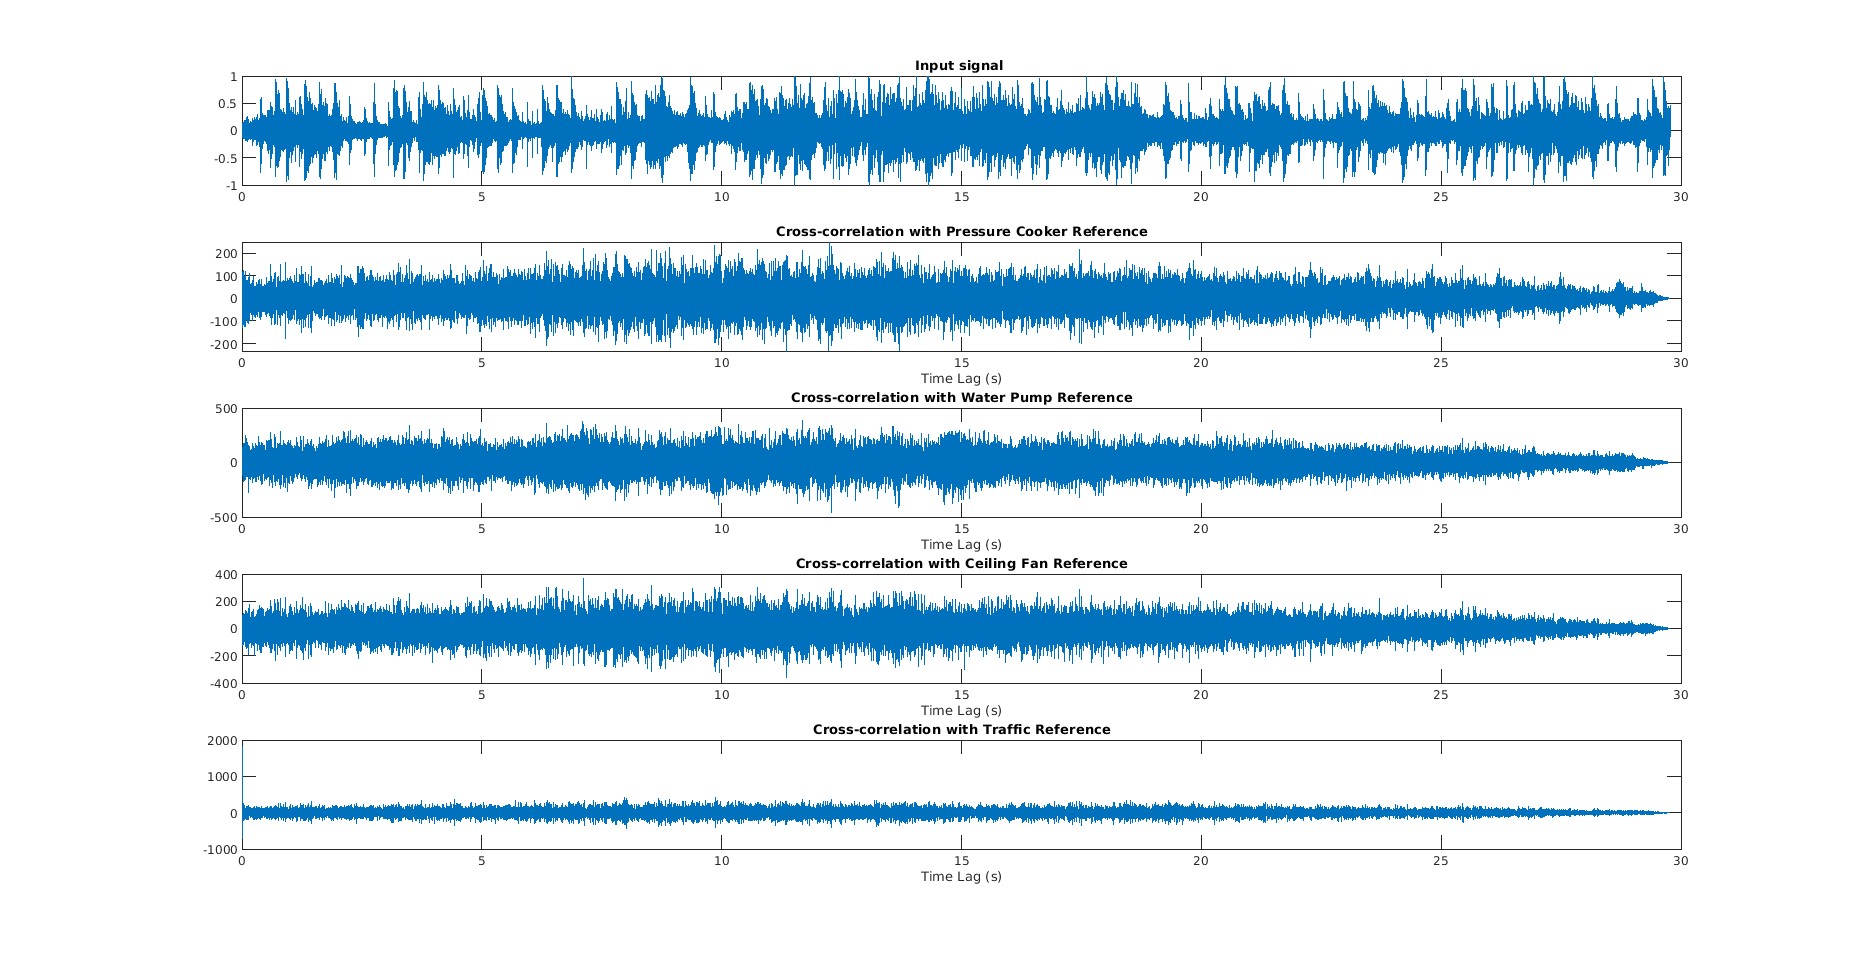 Input signal
1
0.5
0
-0.5
-1
0 5 10 15 20 25 30
Cross-correlation with Pressure Cooker Reference
200
100
0
-100
-200
0 5 10 15 20 25 30
Time Lag (s)
Cross-correlation with Water Pump Reference
500
0
-500
0 5 10 15 20 25 30
Time Lag (s)
Cross-correlation with Ceiling Fan Reference
400
200
0
-200
-400
0 5 10 15 20 25 30
Time Lag (s)
Cross-correlation with Traffic Reference
2000
1000
0
-1000
0 5 10 15 20 25 30
Time Lag (s)